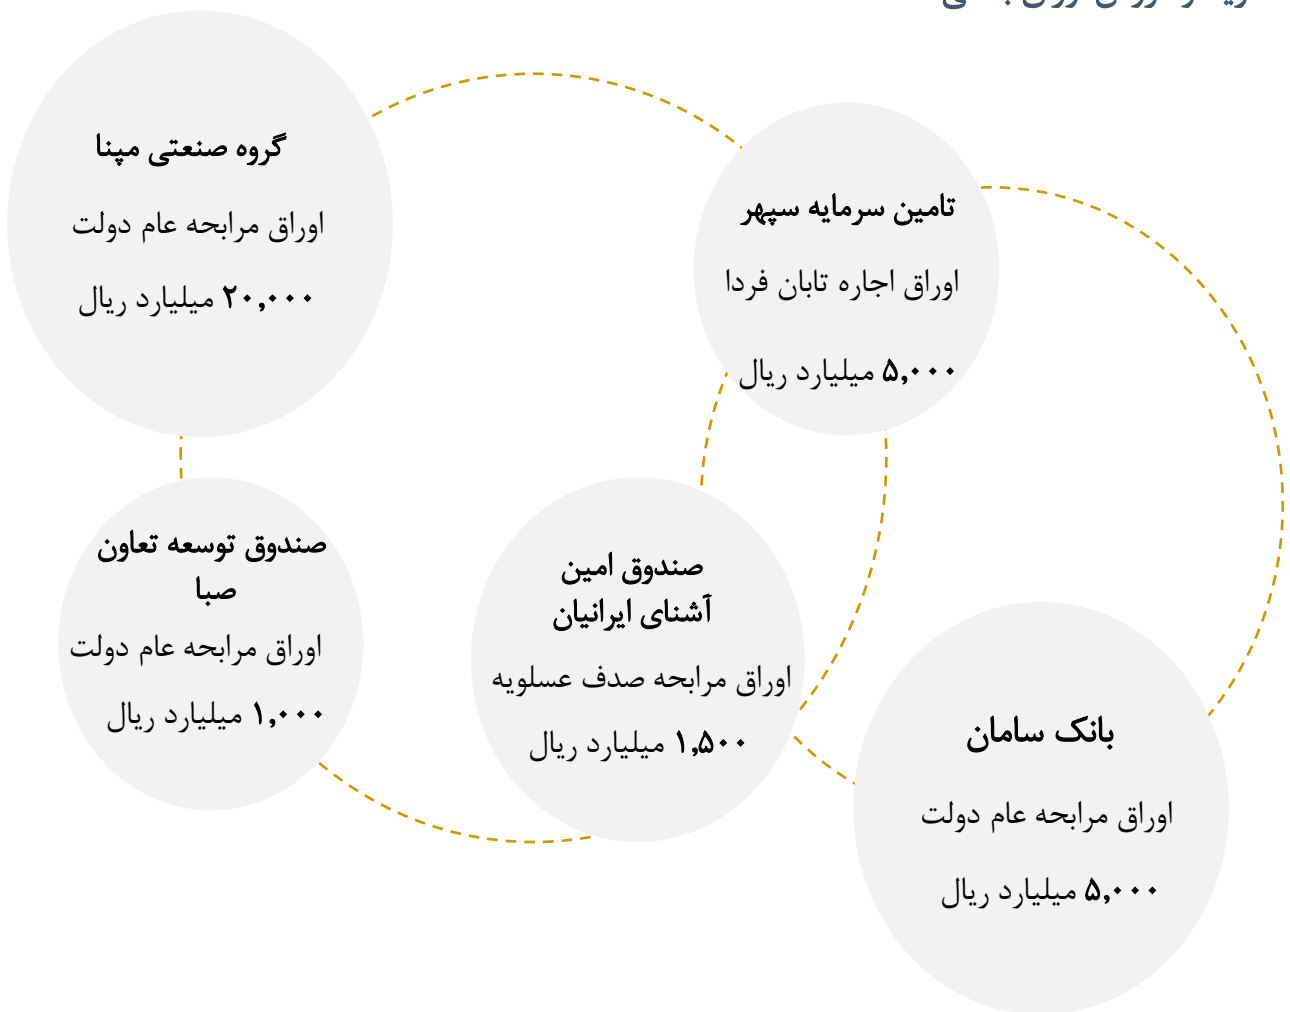 گروه صنعتی مپنا
اوراق مرابحه عام دولت
۲۰,۰۰۰ میلیارد ریال
تامین سرمایه سپهر
اوراق اجاره تابان فردا
۵,۰۰۰ میلیارد ریال
صندوق توسعه تعاون
صبا
اوراق مرابحه عام دولت
۱,۰۰۰ میلیارد ریال
صندوق امین
آشنای ایرانیان
اوراق مرابحه صدف عسلویه
۱,۵۰۰ میلیارد ریال
بانک سامان
اوراق مرابحه عام دولت
۵,۰۰۰ میلیارد ریال